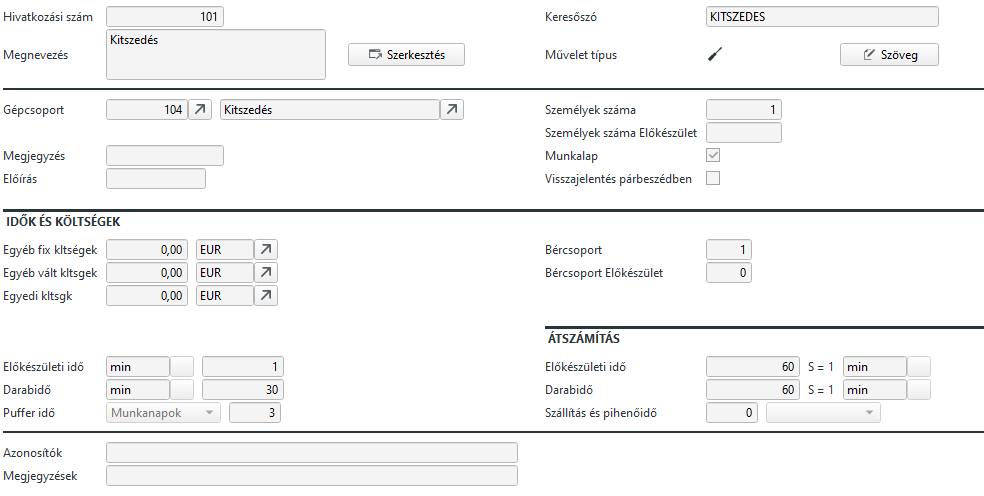 Hivatkozási szám 101 Keresőszó KITSZEDES
Megnevezés Kitszedés Szerkesztés Művelet típus Szöveg
Gépcsoport 104 Kitszedés Személyek száma 1
Személyek száma Előkészület
Megjegyzés Munkalap
Előírás Visszajelentés párbeszédben
IDŐK ÉS KÖLTSÉGEK
Egyéb fix kltségek 0,00 EUR Bércsoport 1
Egyéb vált kltsgek 0,00 EUR Bércsoport Előkészület 0
Egyedi kltsgk 0,00 EUR
ÁTSZÁMÍTÁS
Előkészületi idő min 1 Előkészületi idő 60 S = 1 min
Darabidő min 30 Darabidő 60 S = 1 min
Puffer idő Munkanapok 3 Szállítás és pihenőidő 0
Azonosítók
Megjegyzések